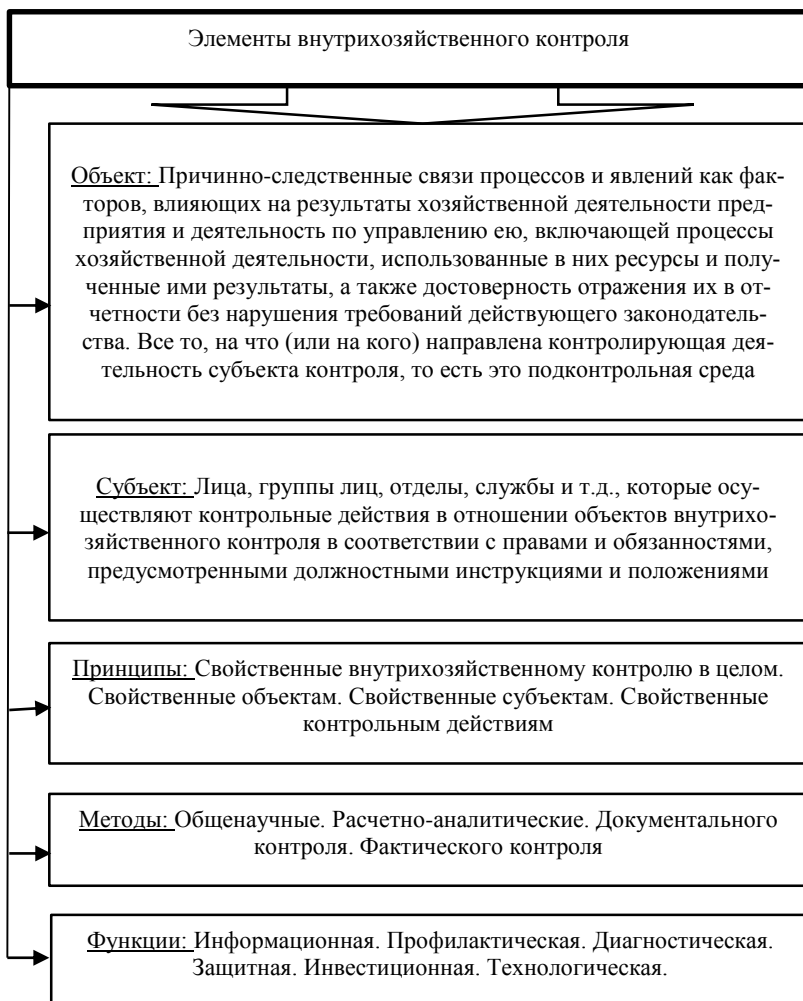 Элементы внутрихозяйственного контроля
Объект: Причинно-следственные связи процессов и явлений как фак-
торов, влияющих на результаты хозяйственной деятельности пред-
приятия и деятельность по управлению ею, включающей процессы
хозяйственной деятельности, использованные в них ресурсы и полу-
ченные ими результаты, а также достоверность отражения их в от-
четности без нарушения требований действующего законодатель-
ства. Все то, на что (или на кого) направлена контролирующая дея-
тельность субъекта контроля, то есть это подконтрольная среда
Субъект: Лица, группы лиц, отделы, службы и т.д., которые осу-
ществляют контрольные действия в отношении объектов внутрихо-
зяйственного контроля в соответствии с правами и обязанностями,
предусмотренными должностными инструкциями и положениями
Принципы: Свойственные внутрихозяйственному контролю в целом.
Свойственные объектам. Свойственные субъектам. Свойственные
контрольным действиям
Методы: Общенаучные. Расчетно-аналитические. Документального
контроля. Фактического контроля
Функции: Информационная. Профилактическая. Диагностическая.
Защитная. Инвестиционная. Технологическая.